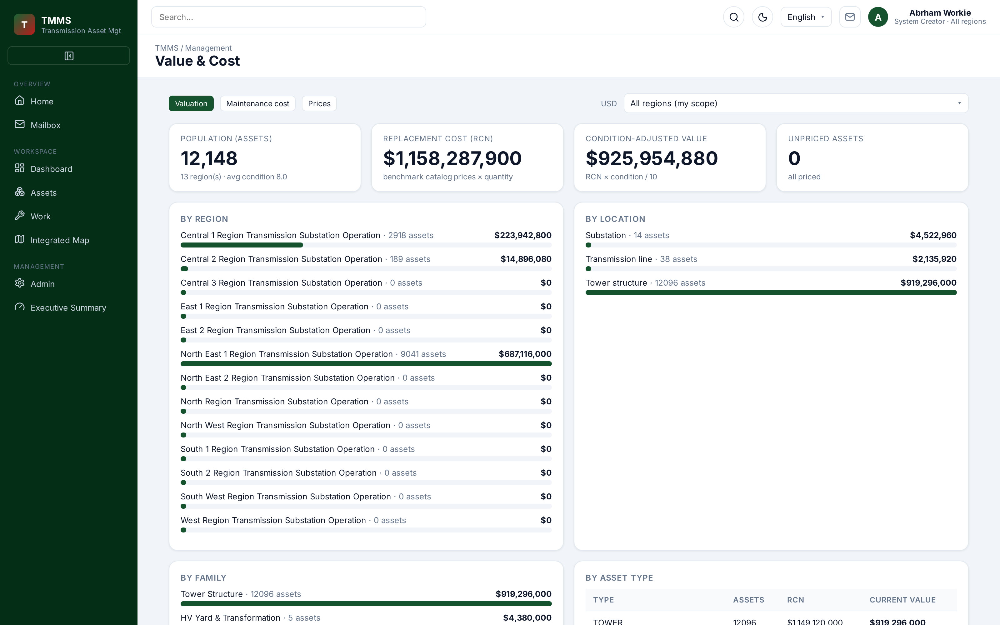 T
TMMS
Transmission Asset Mgt
OVERVIEW
Home
Mailbox
WORKSPACE
Dashboard
Assets
Work
Integrated Map
MANAGEMENT
Admin
Executive Summary
Search...
English
A
Abrham Workie
System Creator · All regions
TMMS / Management
Value & Cost
Valuation
Maintenance cost
Prices
USD
All regions (my scope)
POPULATION (ASSETS)
12,148
13 region(s) · avg condition 8.0
REPLACEMENT COST (RCN)
$1,158,287,900
benchmark catalog prices × quantity
CONDITION-ADJUSTED VALUE
$925,954,880
RCN × condition / 10
UNPRICED ASSETS
0
all priced
BY REGION
Central 1 Region Transmission Substation Operation · 2918 assets $223,942,800
Central 2 Region Transmission Substation Operation · 189 assets $14,896,080
Central 3 Region Transmission Substation Operation · 0 assets $0
East 1 Region Transmission Substation Operation · 0 assets $0
East 2 Region Transmission Substation Operation · 0 assets $0
North East 1 Region Transmission Substation Operation · 9041 assets $687,116,000
North East 2 Region Transmission Substation Operation · 0 assets $0
North Region Transmission Substation Operation · 0 assets $0
North West Region Transmission Substation Operation · 0 assets $0
South 1 Region Transmission Substation Operation · 0 assets $0
South 2 Region Transmission Substation Operation · 0 assets $0
South West Region Transmission Substation Operation · 0 assets $0
West Region Transmission Substation Operation · 0 assets $0
BY LOCATION
Substation · 14 assets $4,522,960
Transmission line · 38 assets $2,135,920
Tower structure · 12096 assets $919,296,000
BY FAMILY
Tower Structure · 12096 assets $919,296,000
HV Yard & Transformation · 5 assets $4,380,000
BY ASSET TYPE
TYPE ASSETS RCN CURRENT VALUE
TOWER 12096 $1,149,120,000 $919,296,000